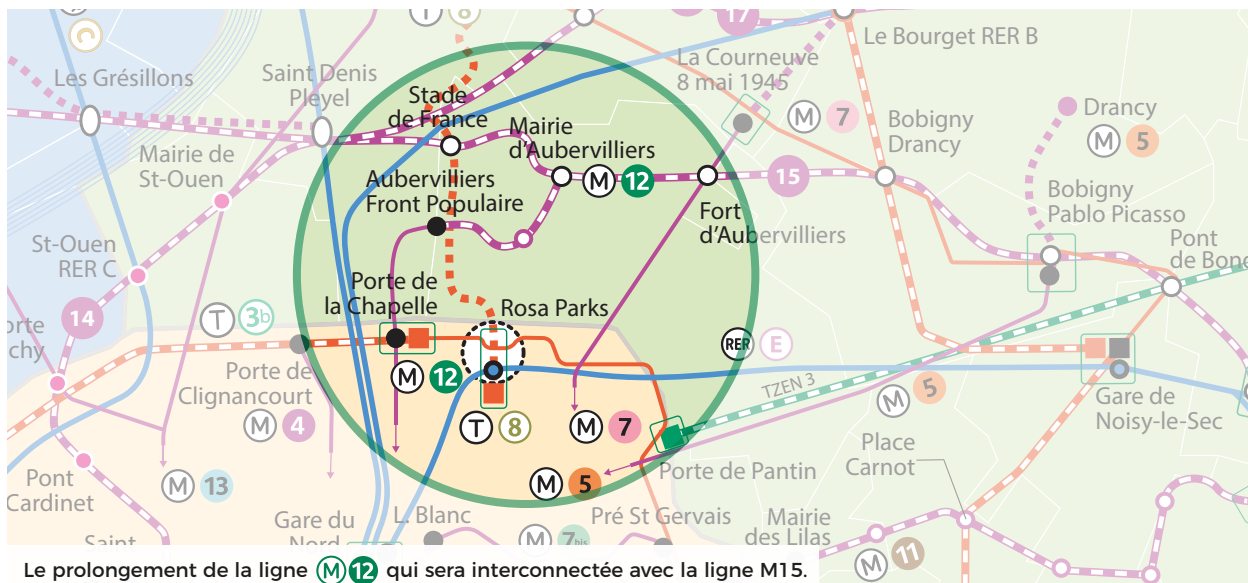 T 8
17
Le Bourget RER B
La Courneuve
8 mai 1945
Les Grésillons
Saint Denis
Pleyel
Stade
de France
M 7
Drancy
M 5
Mairie
d'Aubervilliers
Bobigny
Drancy
Mairie de
St-Ouen
M 12
15
Aubervilliers
Front Populaire
Bobigny
Pablo Picasso
Fort
d'Aubervilliers
Pont
de Bond
St-Ouen
RER C
Porte de
la Chapelle
Rosa Parks
14
T 3b
RER E
M 12
TZEN 3
Porte de
Clignancourt
M 4
M 5
Gare de
Noisy-le-Sec
T 8
M 7
Place
Carnot
Porte de Pantin
Pont
Cardinet
M 13
M 5
Gare du
Nord
L. Blanc
Pré St Gervais
M 7bis
Mairie
des Lilas
M 11
Saint
Le prolongement de la ligne M 12 qui sera interconnectée avec la ligne M15.